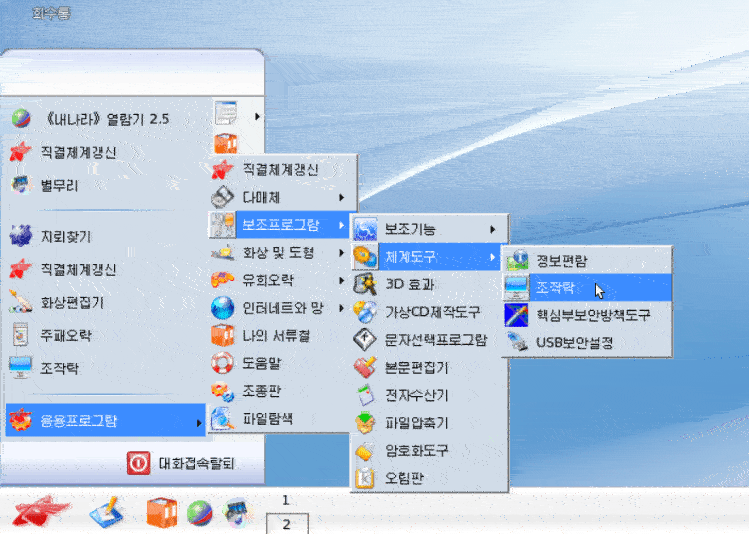 회수통
《내나라》열람기 2.5
직결체계갱신
별무리
자료찾기
직결체계갱신
화상편집기
주패오락
조작탁
응용프로그람
대화접속탈퇴
직결체계갱신
다매체
보조프로그람
화상 및 도형
유희오락
인터네트와 망
나의 서류철
도움말
조종판
파일탐색
보조기능
체계도구
3D 효과
가상CD제작도구
문자선택프로그람
본문편집기
전자수산기
파일압축기
암호화도구
오림판
정보편람
조작탁
핵심부보안방책도구
USB보안설정
1
2